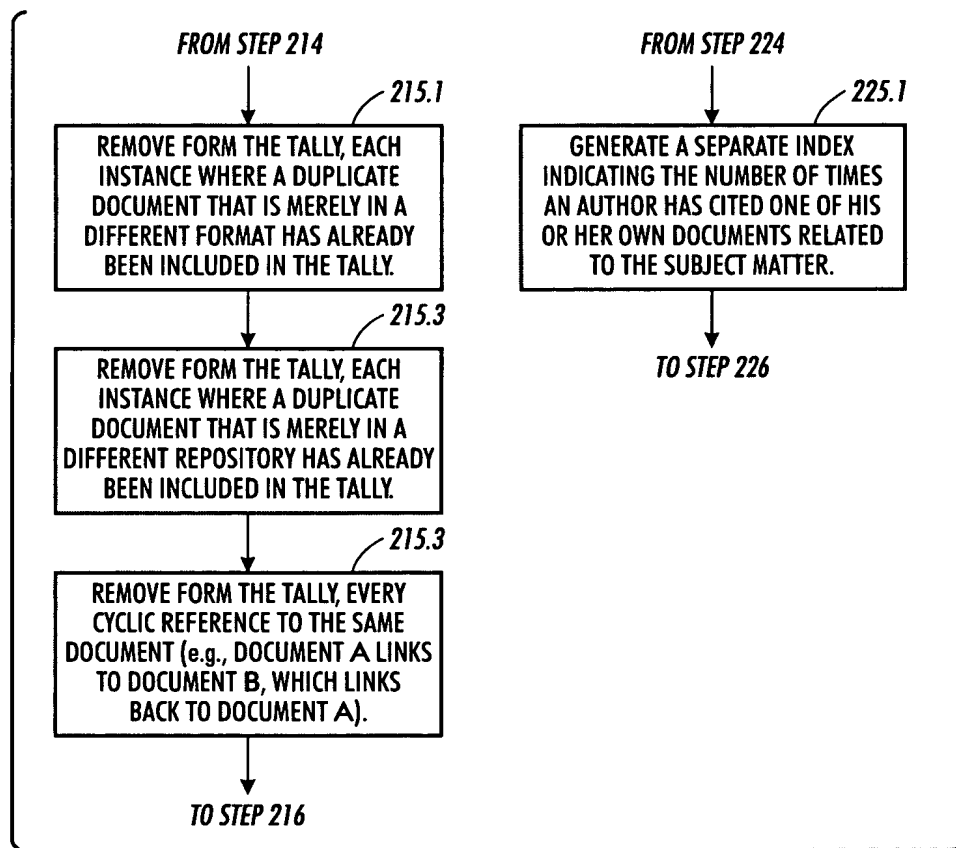 FROM STEP 214
215.1
REMOVE FORM THE TALLY, EACH
INSTANCE WHERE A DUPLICATE
DOCUMENT THAT IS MERELY IN A
DIFFERENT FORMAT HAS ALREADY
BEEN INCLUDED IN THE TALLY.
215.3
REMOVE FORM THE TALLY, EACH
INSTANCE WHERE A DUPLICATE
DOCUMENT THAT IS MERELY IN A
DIFFERENT REPOSITORY HAS ALREADY
BEEN INCLUDED IN THE TALLY.
215.3
REMOVE FORM THE TALLY, EVERY
CYCLIC REFERENCE TO THE SAME
DOCUMENT (e.g., DOCUMENT A LINKS
TO DOCUMENT B, WHICH LINKS
BACK TO DOCUMENT A).
TO STEP 216
FROM STEP 224
225.1
GENERATE A SEPARATE INDEX
INDICATING THE NUMBER OF TIMES
AN AUTHOR HAS CITED ONE OF HIS
OR HER OWN DOCUMENTS RELATED
TO THE SUBJECT MATTER.
TO STEP 226